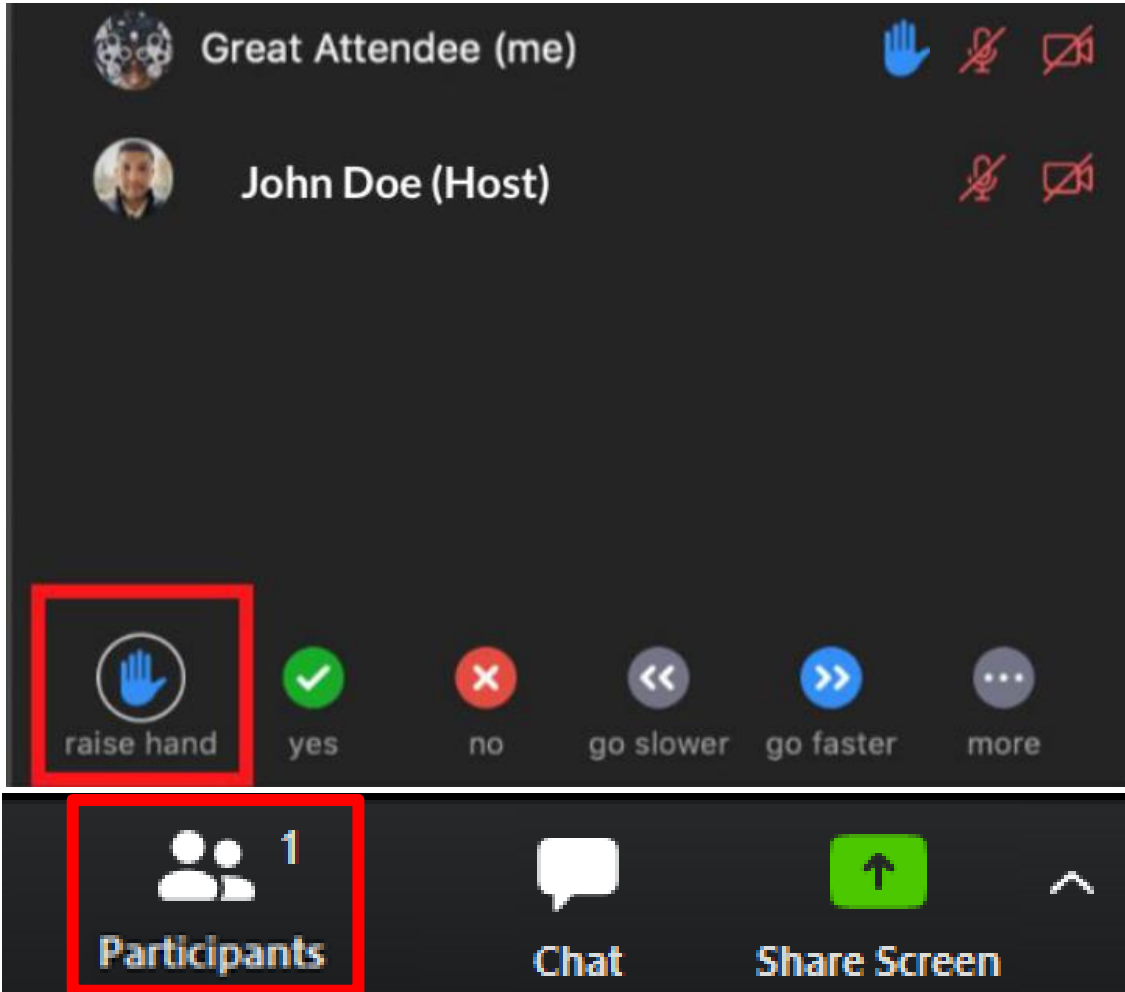 Great Attendee (me)
John Doe (Host)
raise hand yes no go slower go faster more
1
Participants Chat Share Screen